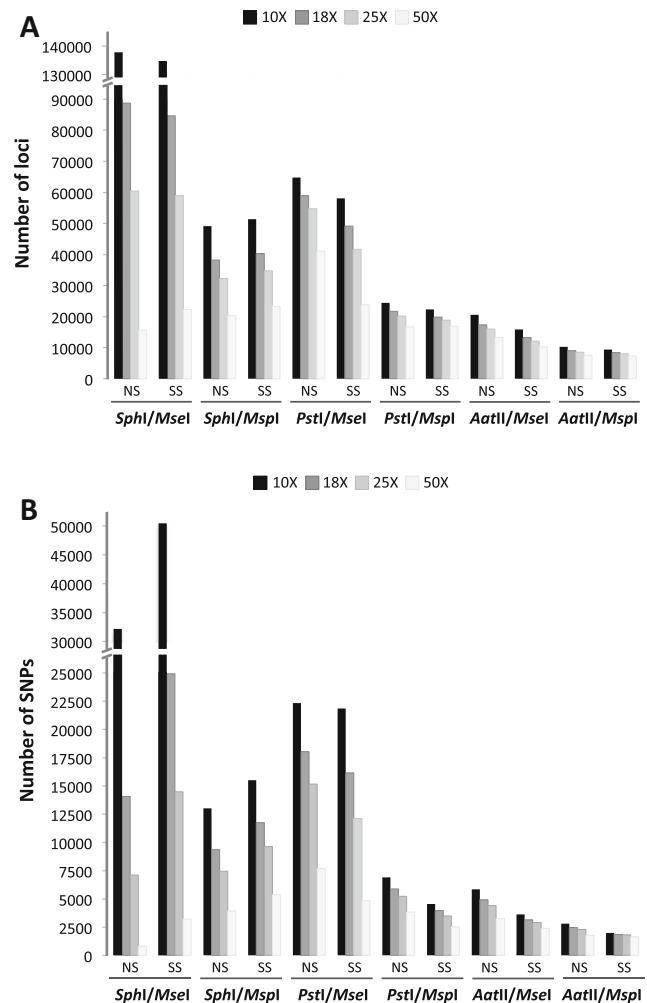 A
10X 18X 25X 50X
Number of loci
140000
130000
90000
80000
70000
60000
50000
40000
30000
20000
10000
0
NS SS NS SS NS SS NS SS NS SS NS SS
SphI/MseI SphI/MspI PstI/MseI PstI/MspI AatII/MseI AatII/MspI
B
10X 18X 25X 50X
Number of SNPs
50000
45000
40000
35000
30000
25000
22500
20000
17500
15000
12500
10000
7500
5000
2500
0
NS SS NS SS NS SS NS SS NS SS NS SS
SphI/MseI SphI/MspI PstI/MseI PstI/MspI AatII/MseI AatII/MspI